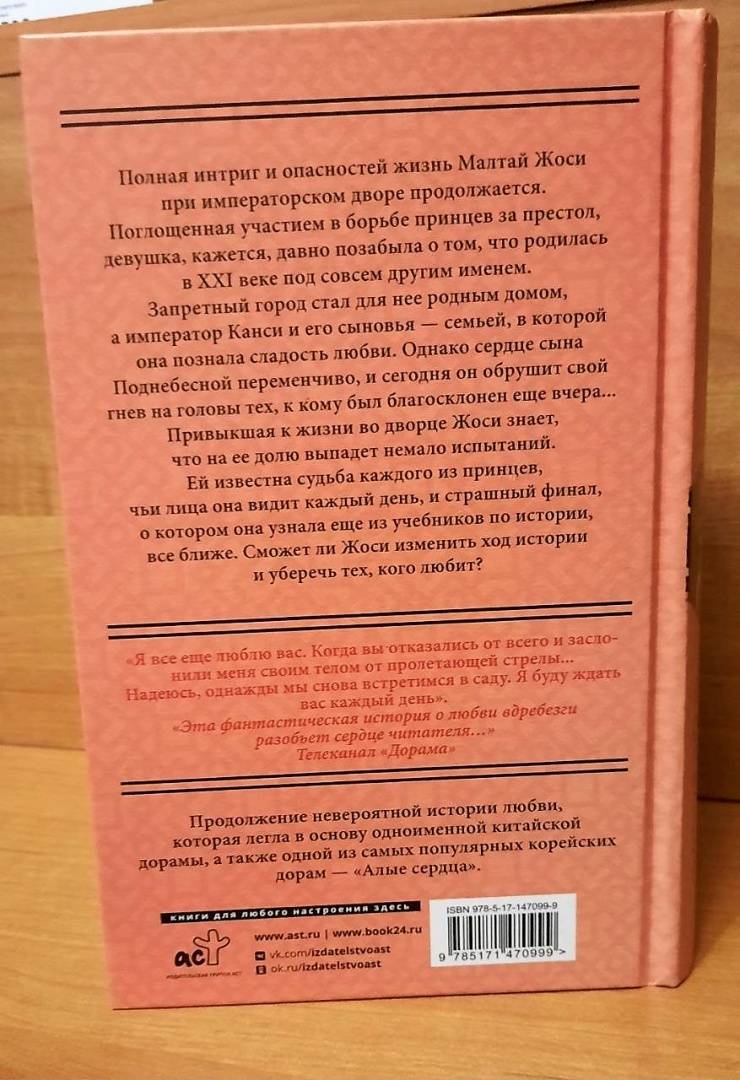 Полная интриг и опасностей жизнь Малтай Жоси
при императорском дворе продолжается.
Поглощенная участием в борьбе принцев за престол,
девушка, кажется, давно позабыла о том, что родилась
в XXI веке под совсем другим именем.
Запретный город стал для нее родным домом,
а император Канси и его сыновья — семьей, в которой
она познала сладость любви. Однако сердце сына
Поднебесной переменчиво, и сегодня он обрушит свой
гнев на головы тех, к кому был благосклонен еще вчера...
Привыкшая к жизни во дворце Жоси знает,
что на ее долю выпадет немало испытаний.
Ей известна судьба каждого из принцев,
чьи лица она видит каждый день, и страшный финал,
о котором она узнала еще из учебников по истории,
все ближе. Сможет ли Жоси изменить ход истории
и уберечь тех, кого любит?
«Я все еще люблю вас. Когда вы отказались от всего и засло-
нили меня своим телом от пролетающей стрелы...
Надеюсь, однажды мы снова встретимся в саду. Я буду ждать
вас каждый день».
«Эта фантастическая история о любви вдребезги
разобьет сердце читателя...»
Телеканал «Дорама»
Продолжение невероятной истории любви,
которая легла в основу одноименной китайской
дорамы, а также одной из самых популярных корейских
дорам — «Алые сердца».
книги для любого настроения здесь
аст
издательская группа аст
www.ast.ru | www.book24.ru
vk.com/izdatelstvoast
ok.ru/izdatelstvoast
ISBN 978-5-17-147099-9
9 785171 470999 >